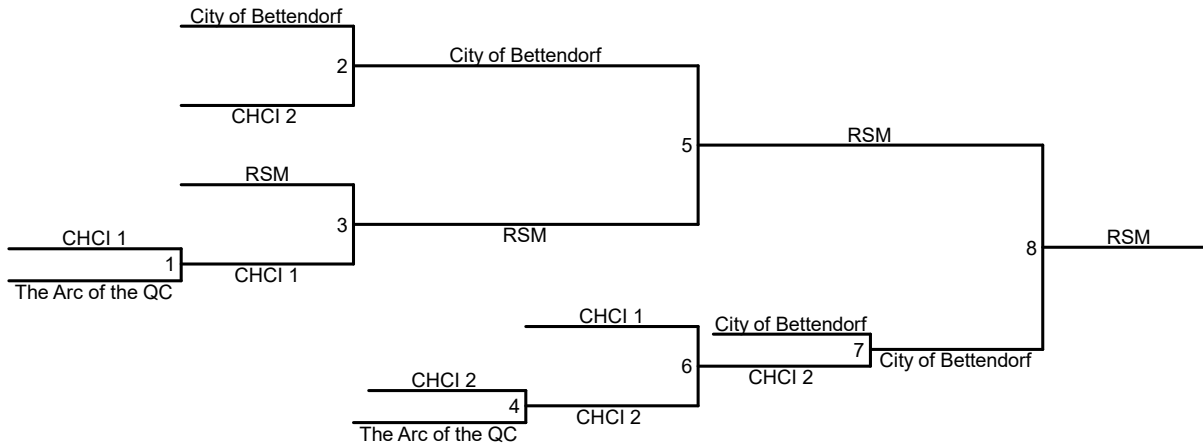 City of Bettendorf
2
City of Bettendorf
CHCI 2
5
RSM
RSM
3
RSM
CHCI 1
1
CHCI 1
The Arc of the QC
8
RSM
CHCI 1
City of Bettendorf
7
City of Bettendorf
6
CHCI 2
CHCI 2
4
CHCI 2
The Arc of the QC